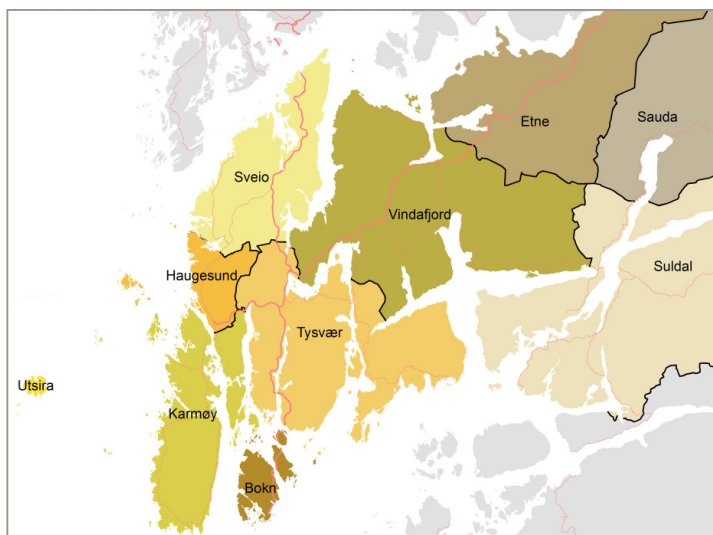 Etne
Sauda
Sveio
Vindafjord
Haugesund
Suldal
Tysvær
Utsira
Karmøy
Bokn